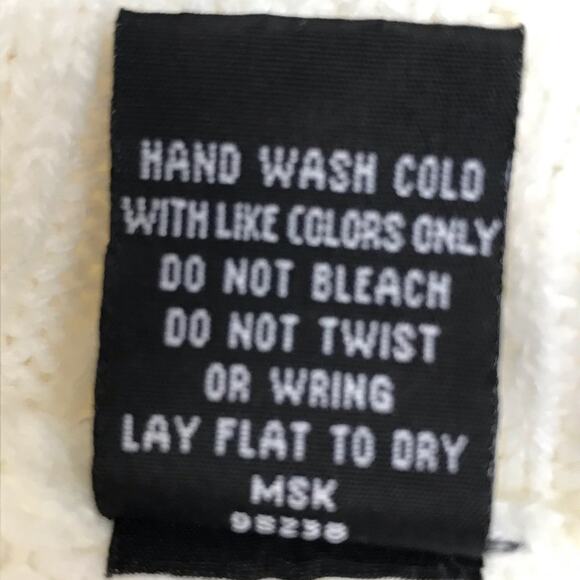 HAND WASH COLD
WITH LIKE COLORS ONLY
DO NOT BLEACH
DO NOT TWIST
OR WRING
LAY FLAT TO DRY
MSK